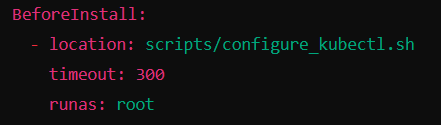 BeforeInstall:
  - location: scripts/configure_kubectl.sh
    timeout: 300
    runas: root